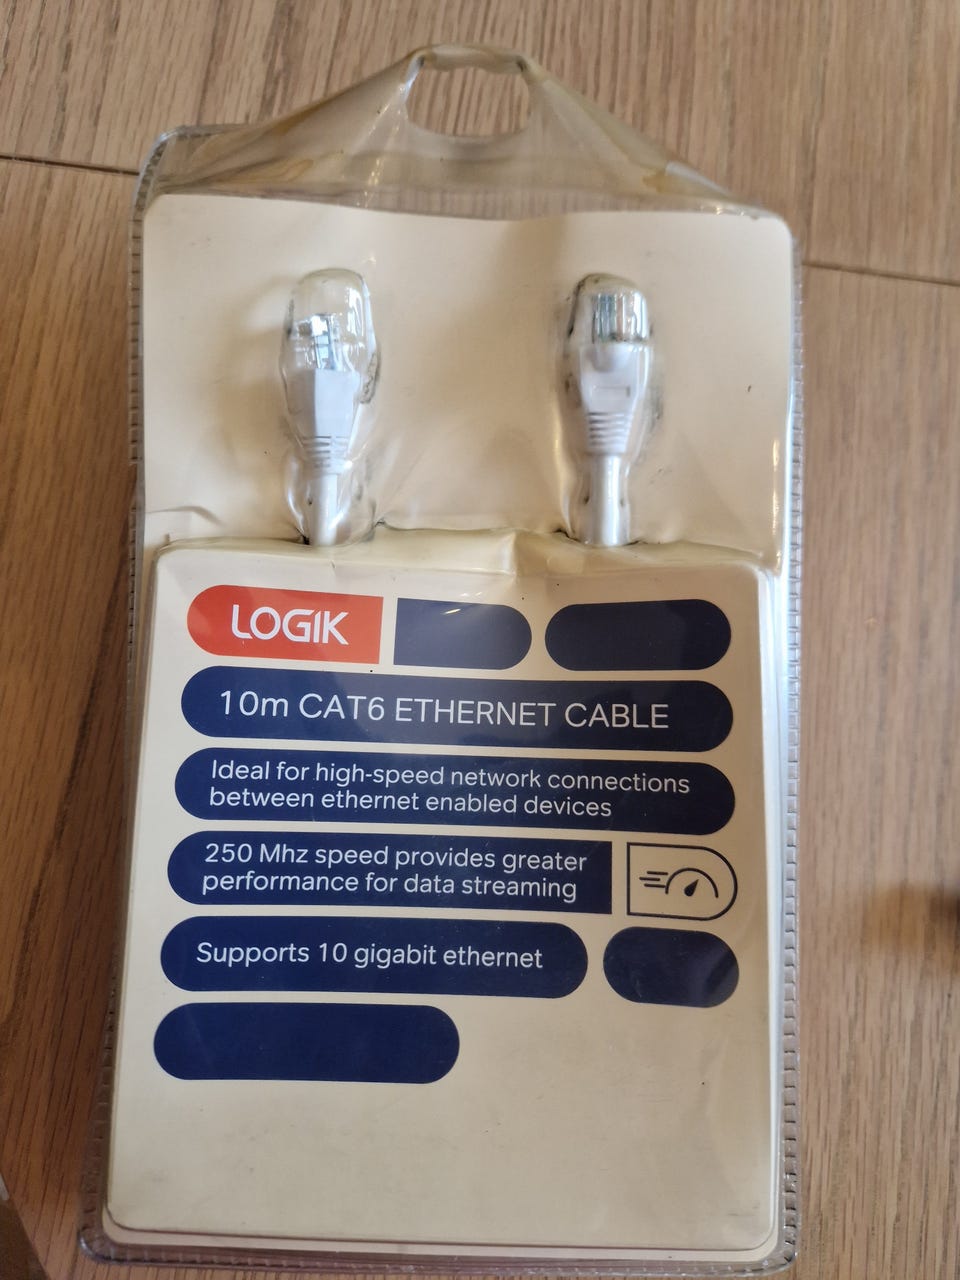 LOGIK
10m CAT6 ETHERNET CABLE
Ideal for high-speed network connections
between ethernet enabled devices
250 Mhz speed provides greater
performance for data streaming
Supports 10 gigabit ethernet